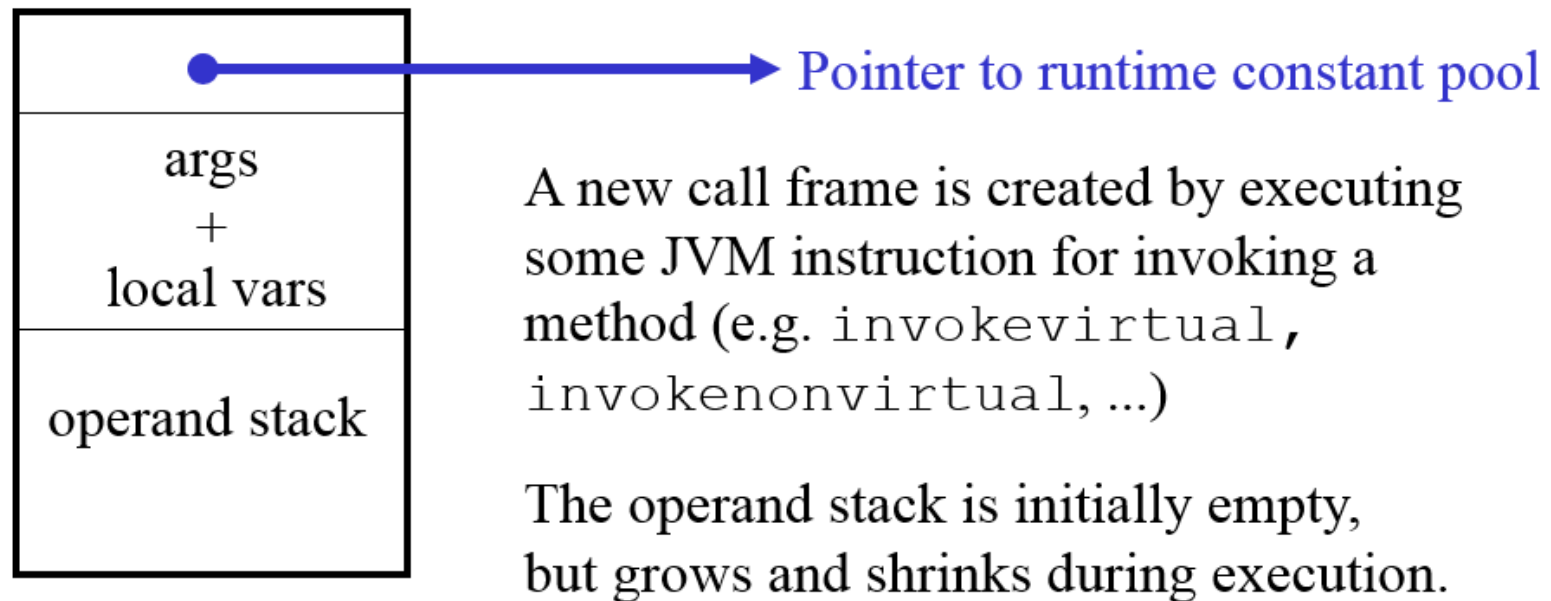 Pointer to runtime constant pool
args
+
local vars
operand stack
A new call frame is created by executing
some JVM instruction for invoking a
method (e.g. invokevirtual,
invokenonvirtual, ...)
The operand stack is initially empty,
but grows and shrinks during execution.